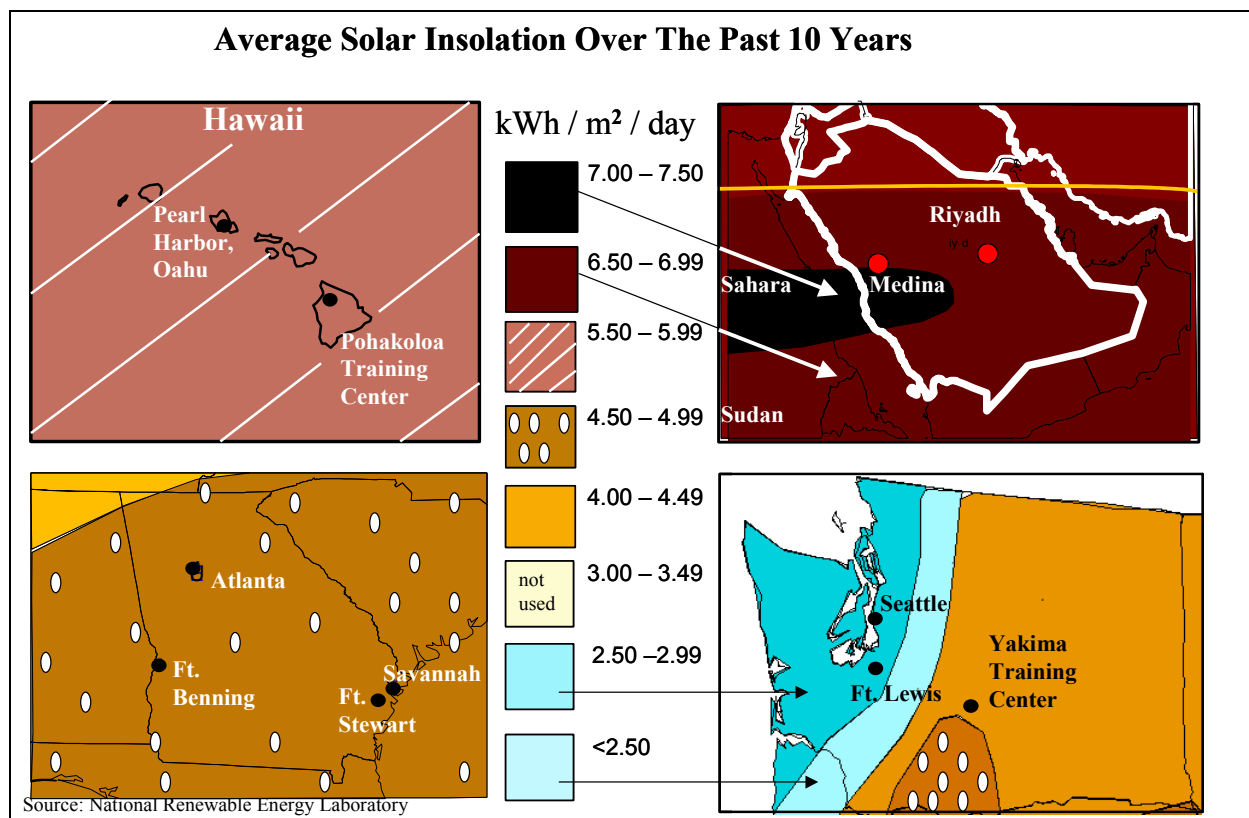 Average Solar Insolation Over The Past 10 Years
Hawaii
Pearl
Harbor,
Oahu
Pohakoloa
Training
Center
kWh / m² / day
7.00 – 7.50
6.50 – 6.99
5.50 – 5.99
4.50 – 4.99
4.00 – 4.49
not
used
3.00 – 3.49
2.50 –2.99
<2.50
Riyadh
iy d
Sahara
Medina
Sudan
Atlanta
Ft.
Benning
Savannah
Ft.
Stewart
Seattle
Ft. Lewis
Yakima
Training
Center
Source: National Renewable Energy Laboratory